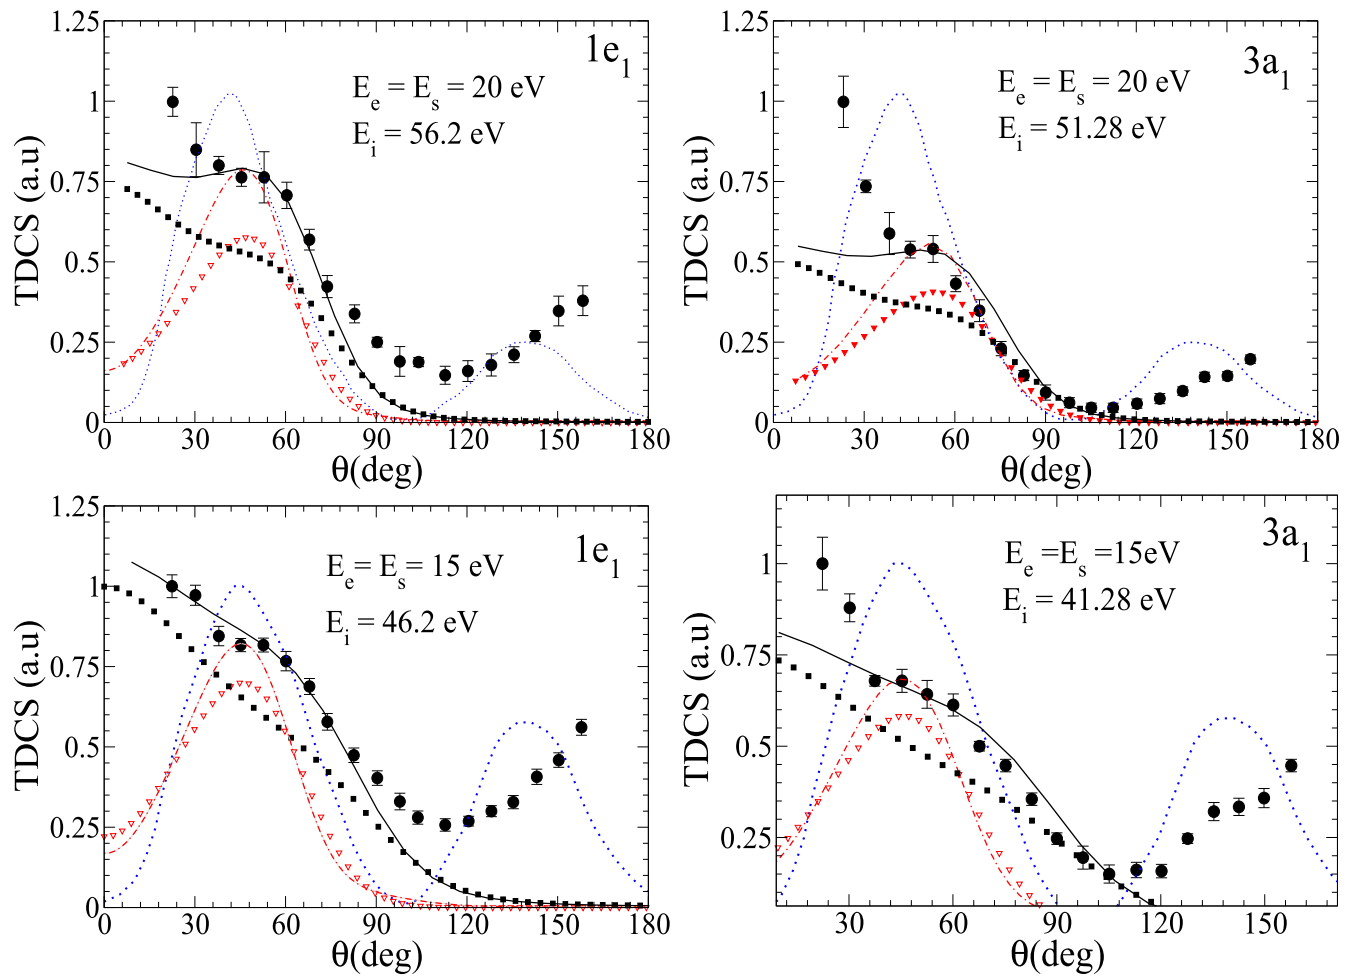 1.25
1e1
Ee = Es = 20 eV
Ei = 56.2 eV
1
0.75
0.5
0.25
0
TDCS (a.u)
0 30 60 90 120 150 180
θ(deg)
1.25
3a1
Ee = Es = 20 eV
Ei = 51.28 eV
1
0.75
0.5
0.25
0
TDCS (a.u)
0 30 60 90 120 150 180
θ(deg)
1.25
1e1
Ee = Es = 15 eV
Ei = 46.2 eV
1
0.75
0.5
0.25
0
TDCS (a.u)
0 30 60 90 120 150 180
θ(deg)
3a1
Ee =Es =15eV
Ei = 41.28 eV
1
0.75
0.5
0.25
TDCS (a.u)
30 60 90 120 150
θ(deg)